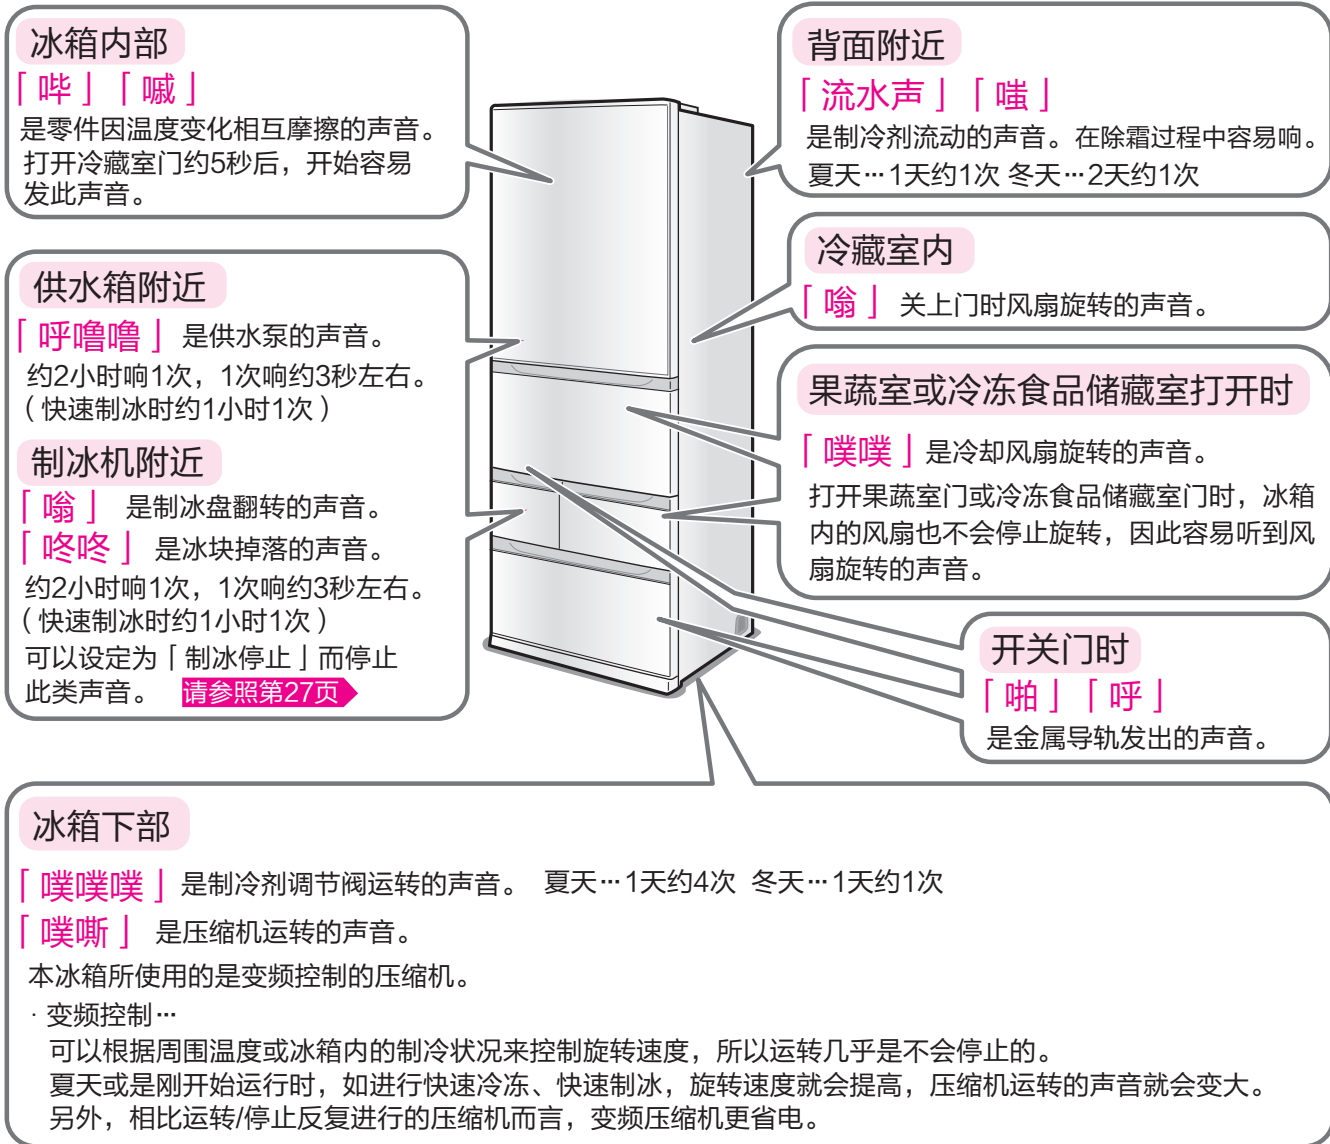 冰箱内部
「哔」「嘁」
是零件因温度变化相互摩擦的声音。
打开冷藏室门约5秒后，开始容易
发此声音。
供水箱附近
「呼噜噜」 是供水泵的声音。
约2小时响1次，1次响约3秒左右。
（快速制冰时约1小时1次）
制冰机附近
「嗡」 是制冰盘翻转的声音。
「咚咚」 是冰块掉落的声音。
约2小时响1次，1次响约3秒左右。
（快速制冰时约1小时1次）
可以设定为「制冰停止」而停止
此类声音。 请参照第27页
背面附近
「流水声」「嗤」
是制冷剂流动的声音。在除霜过程中容易响。
夏天…1天约1次 冬天…2天约1次
冷藏室内
「嗡」 关上门时风扇旋转的声音。
果蔬室或冷冻食品储藏室打开时
「噗噗」是冷却风扇旋转的声音。
打开果蔬室门或冷冻食品储藏室门时，冰箱
内的风扇也不会停止旋转，因此容易听到风
扇旋转的声音。
开关门时
「啪」「呼」
是金属导轨发出的声音。
冰箱下部
「噗噗噗」是制冷剂调节阀运转的声音。 夏天…1天约4次 冬天…1天约1次
「噗嘶」 是压缩机运转的声音。
本冰箱所使用的是变频控制的压缩机。
·变频控制…
可以根据周围温度或冰箱内的制冷状况来控制旋转速度，所以运转几乎是不会停止的。
夏天或是刚开始运行时，如进行快速冷冻、快速制冰，旋转速度就会提高，压缩机运转的声音就会变大。
另外，相比运转/停止反复进行的压缩机而言，变频压缩机更省电。